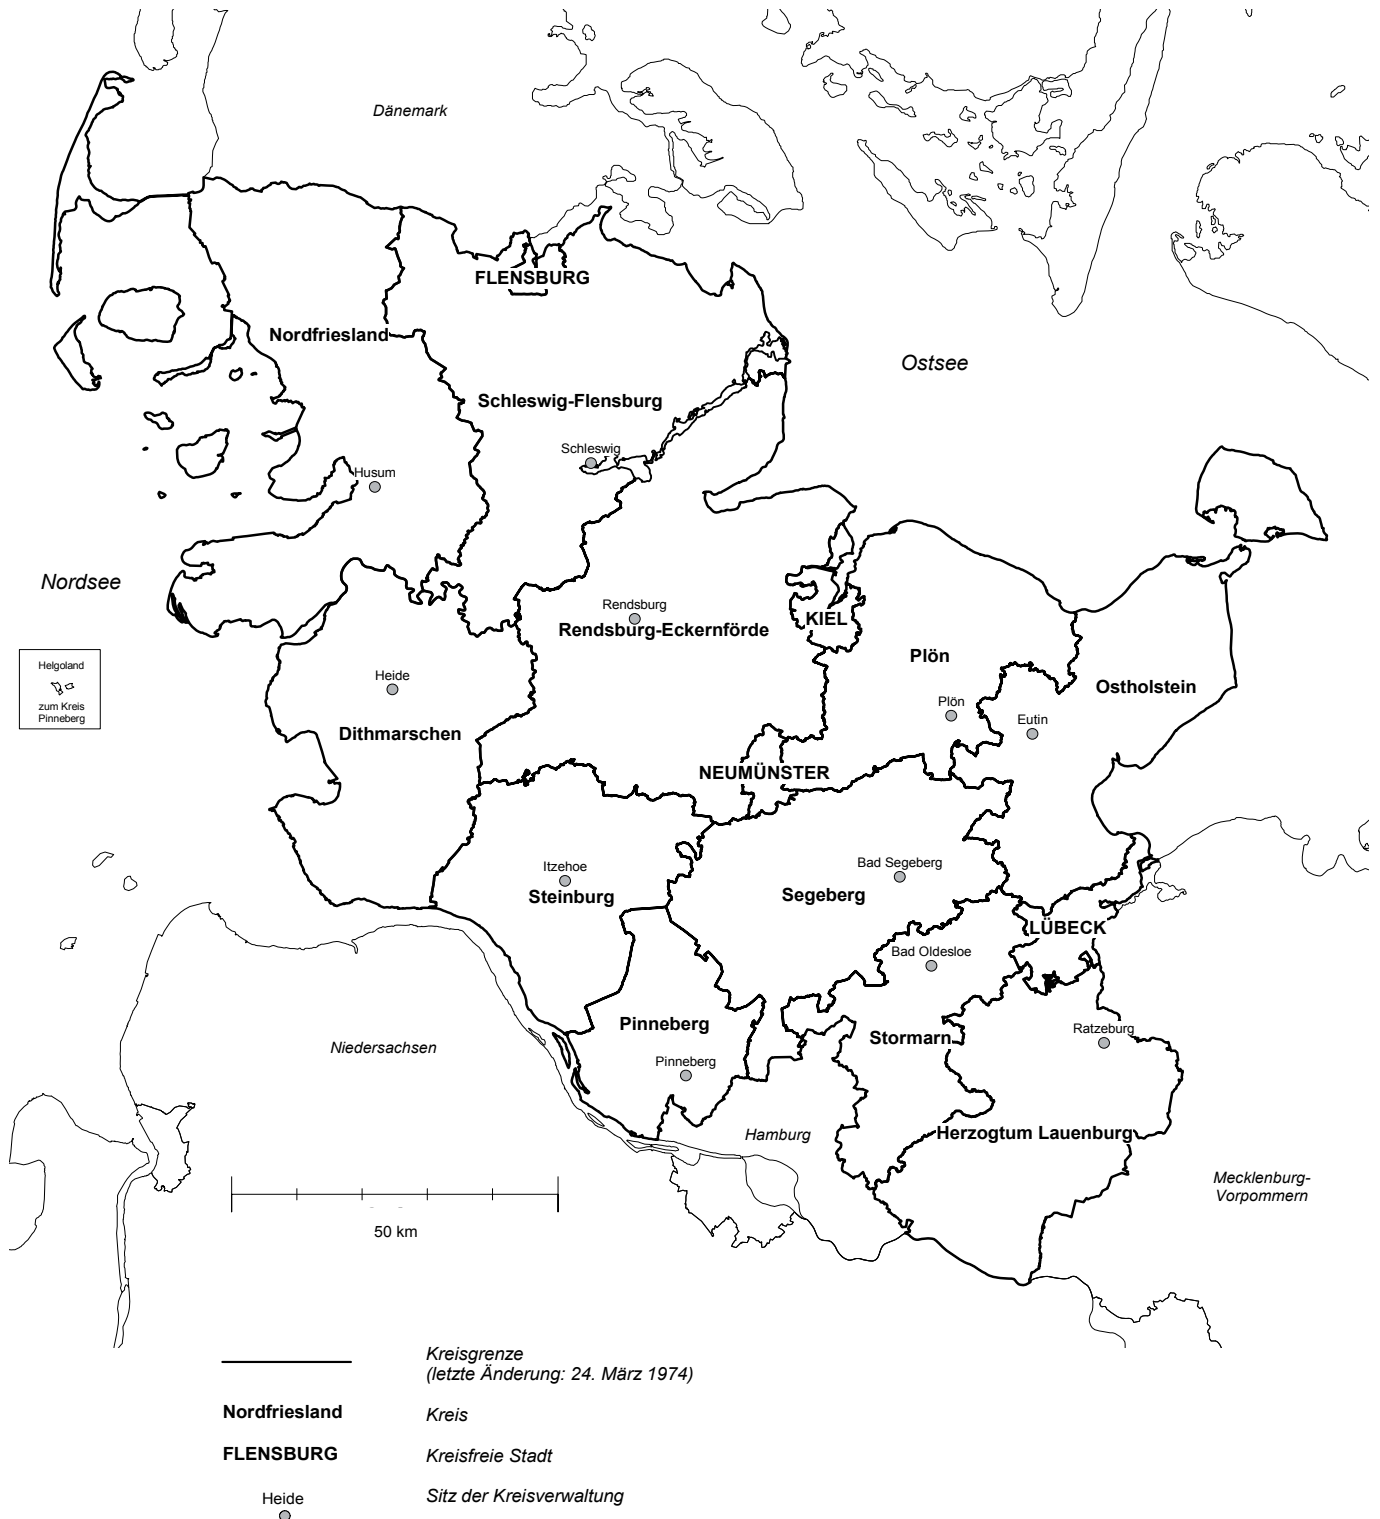 Dänemark
FLENSBURG
Nordfriesland
Ostsee
Schleswig-Flensburg
Schleswig
Husum
Nordsee
Rendsburg
KIEL
Rendsburg-Eckernförde
Plön
Helgoland
zum Kreis
Pinneberg
Heide
Ostholstein
Plön
Eutin
Dithmarschen
NEUMÜNSTER
Itzehoe
Steinburg
Bad Segeberg
Segeberg
LÜBECK
Bad Oldesloe
Pinneberg
Stormarn
Ratzeburg
Niedersachsen
Pinneberg
Hamburg
Herzogtum Lauenburg
Mecklenburg-
Vorpommern
50 km
Kreisgrenze
(letzte Änderung: 24. März 1974)
Nordfriesland Kreis
FLENSBURG Kreisfreie Stadt
Heide Sitz der Kreisverwaltung